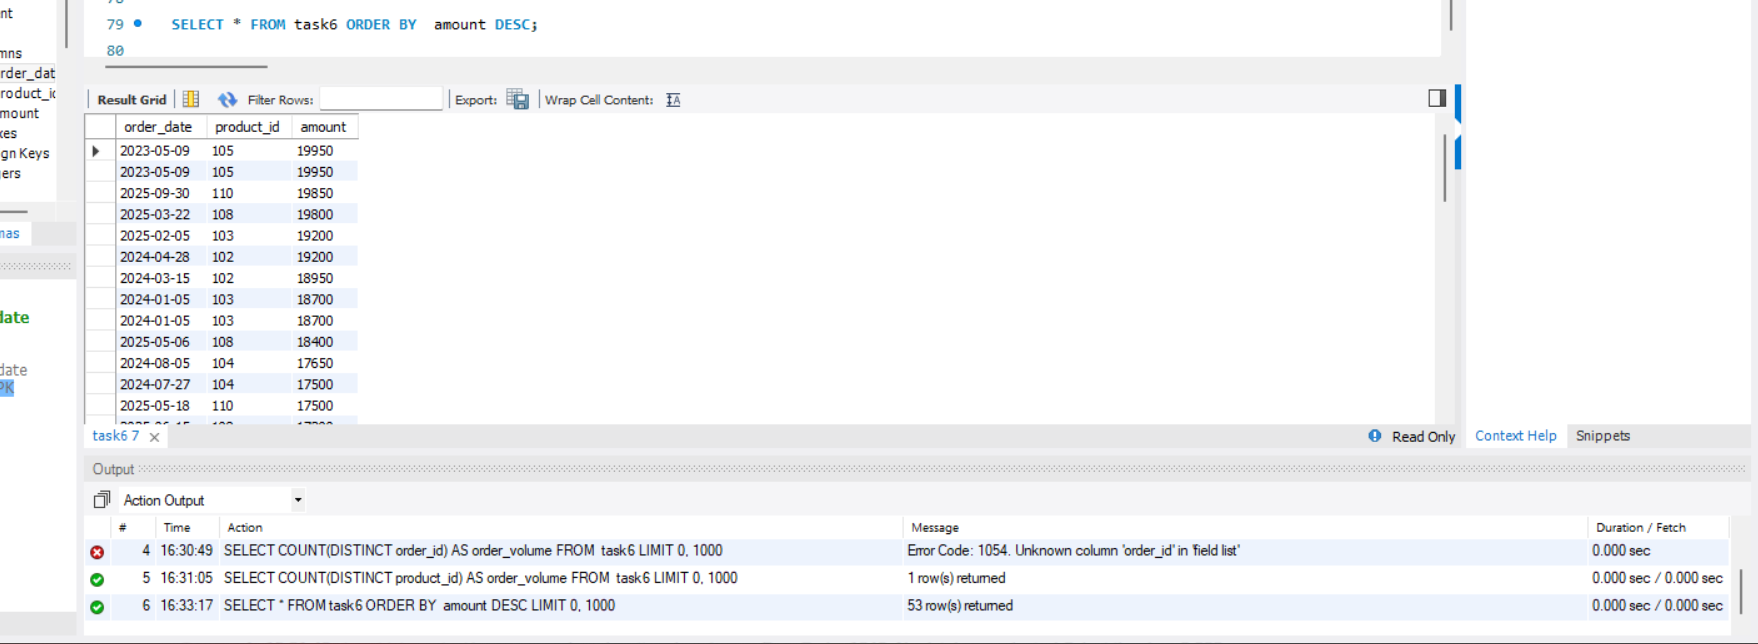 nt
79 SELECT * FROM task6 ORDER BY amount DESC;
80
mns
rder_dat
roduct_ic
mount
xes
gn Keys
gers
mas
date
date
PK
Result Grid Filter Rows: Export: Wrap Cell Content:
order_date product_id amount
2023-05-09 105 19950
2023-05-09 105 19950
2025-09-30 110 19850
2025-03-22 108 19800
2025-02-05 103 19200
2024-04-28 102 19200
2024-03-15 102 18950
2024-01-05 103 18700
2024-01-05 103 18700
2025-05-06 108 18400
2024-08-05 104 17650
2024-07-27 104 17500
2025-05-18 110 17500
task6 7
Read Only
Context Help Snippets
Output
Action Output
# Time Action Message Duration / Fetch
4 16:30:49 SELECT COUNT(DISTINCT order_id) AS order_volume FROM task6 LIMIT 0, 1000 Error Code: 1054. Unknown column 'order_id' in 'field list' 0.000 sec
5 16:31:05 SELECT COUNT(DISTINCT product_id) AS order_volume FROM task6 LIMIT 0, 1000 1 row(s) returned 0.000 sec / 0.000 sec
6 16:33:17 SELECT * FROM task6 ORDER BY amount DESC LIMIT 0, 1000 53 row(s) returned 0.000 sec / 0.000 sec